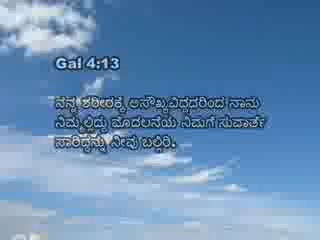 Gal 4:13
ನನ್ನ ಶರೀರಕ್ಕೆ ಅಸೌಖ್ಯವಿದ್ದದರಿಂದ ನಾನು
ನಿಮ್ಮಲ್ಲಿದ್ದು ಮೊದಲನೆಯ ನಿಮಗೆ ಸುವಾರ್ತೆ
ಸಾರಿದ್ದನ್ನು ನೀವು ಬಲ್ಲಿರಿ.